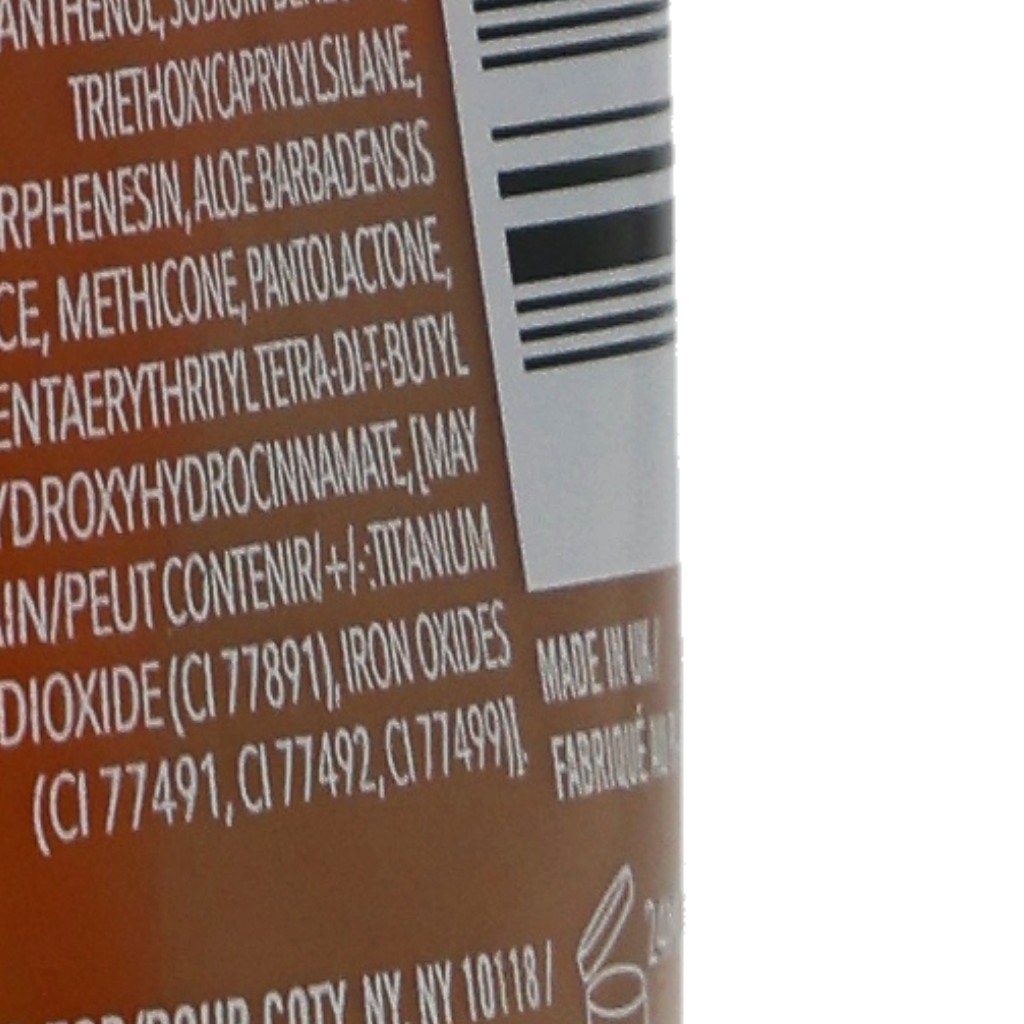 TRIETHOXYCAPRYLYLSILANE,
RPHENESIN, ALOE BARBADENSIS
CE, METHICONE, PANTOLACTONE,
ENTAERYTHRITYL TETRA-DI-T-BUTYL
YDROXYHYDROCINNAMATE, [MAY
AIN/PEUT CONTENIR/+/-:TITANIUM
DIOXIDE (CI 77891), IRON OXIDES
(CI 77491, CI 77492, CI 77499)].
MADE IN UK /
FABRIQUÉ AU
COTY, NY, NY 10118 /